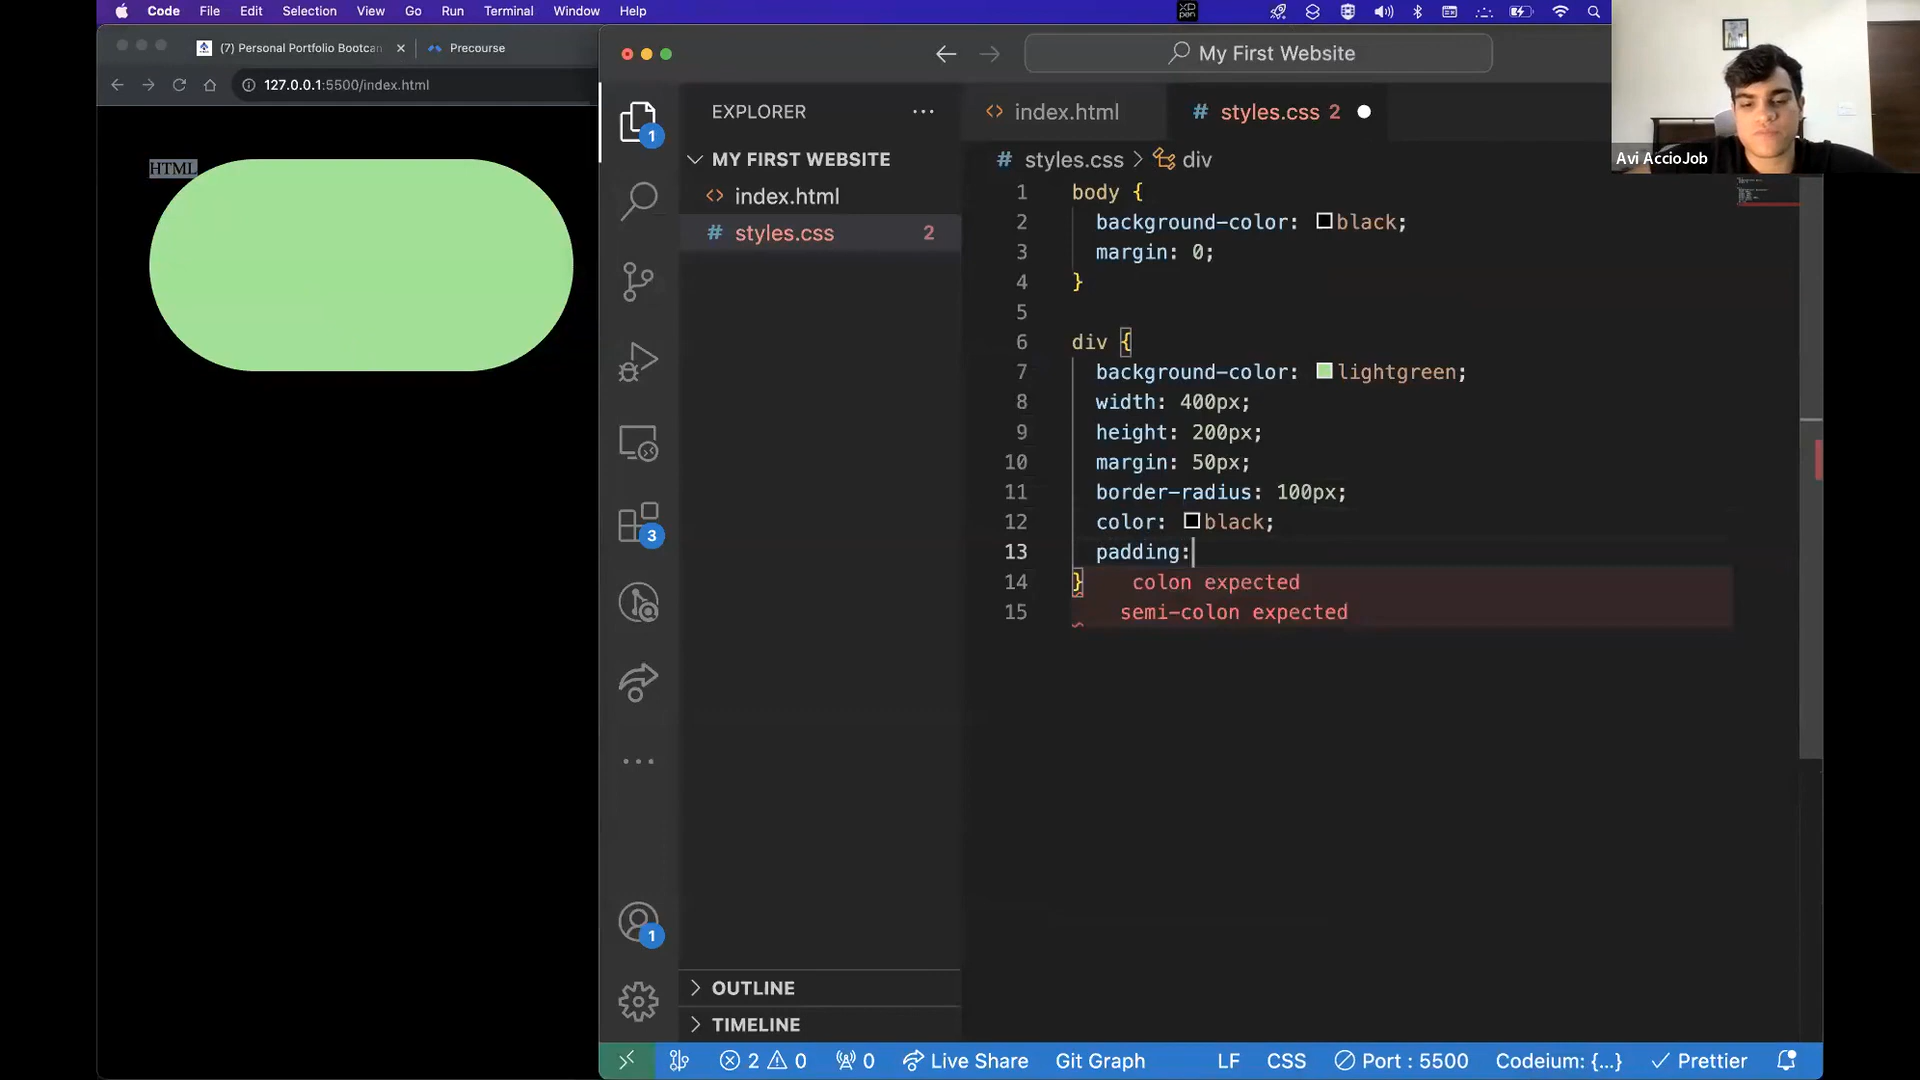 Code File Edit Selection View Go Run Terminal Window Help
XP pen
(7) Personal Portfolio Bootcan
Precourse
127.0.0.1:5500/index.html
HTML
My First Website
EXPLORER
1
MY FIRST WEBSITE
index.html
styles.css 2
3
1
OUTLINE
TIMELINE
index.html
styles.css 2
styles.css > div
1 body {
2 background-color: black;
3 margin: 0;
4 }
5
6 div {
7 background-color: lightgreen;
8 width: 400px;
9 height: 200px;
10 margin: 50px;
11 border-radius: 100px;
12 color: black;
13 padding:
14 } colon expected
15 semi-colon expected
Avi AccioJob
2 0 0 Live Share Git Graph LF CSS Port : 5500 Codeium: {...} Prettier